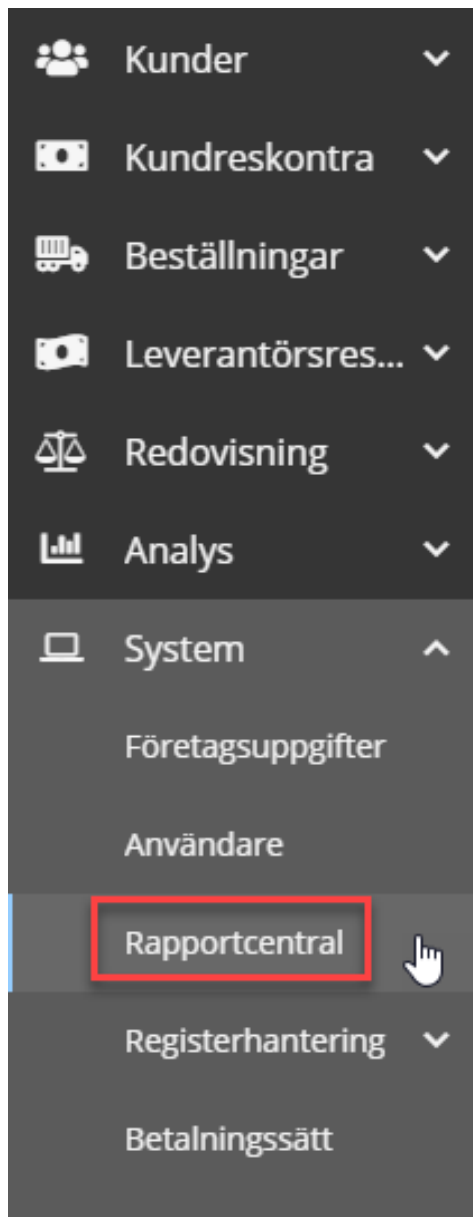 Kunder
Kundreskontra
Beställningar
Leverantörsres...
Redovisning
Analys
System
Företagsuppgifter
Användare
Rapportcentral
Registerhantering
Betalningssätt